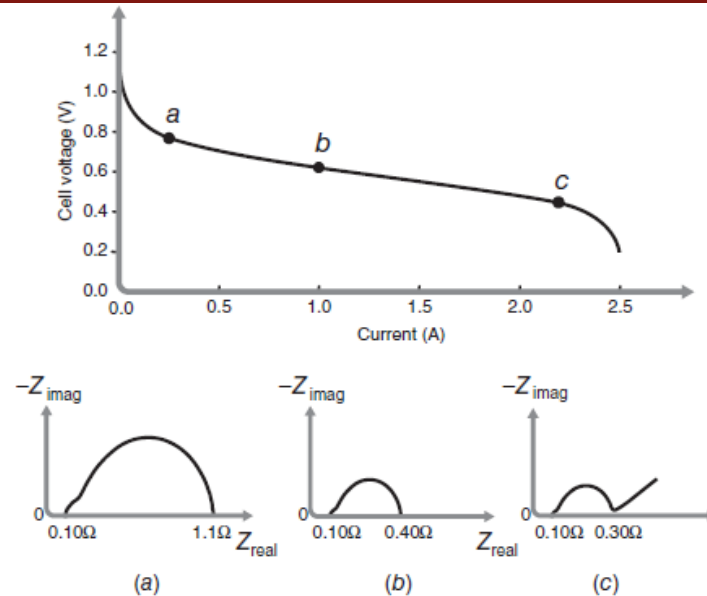 1.2
1.0
0.8
0.6
0.4
0.2
0.0
Cell voltage (V)
a
b
c
0.0 0.5 1.0 1.5 2.0 2.5
Current (A)
–Z imag –Z imag –Z imag
0 0 0
0.10Ω 1.1Ω Z real 0.10Ω 0.40Ω Z real 0.10Ω 0.30Ω
(a) (b) (c)